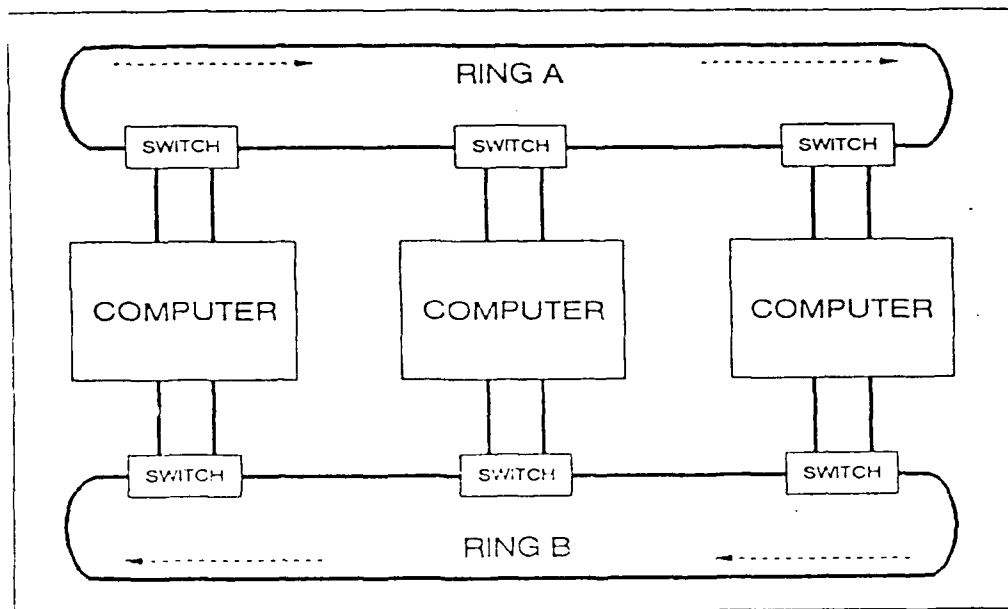 RING A
SWITCH SWITCH SWITCH
COMPUTER COMPUTER COMPUTER
SWITCH SWITCH SWITCH
RING B